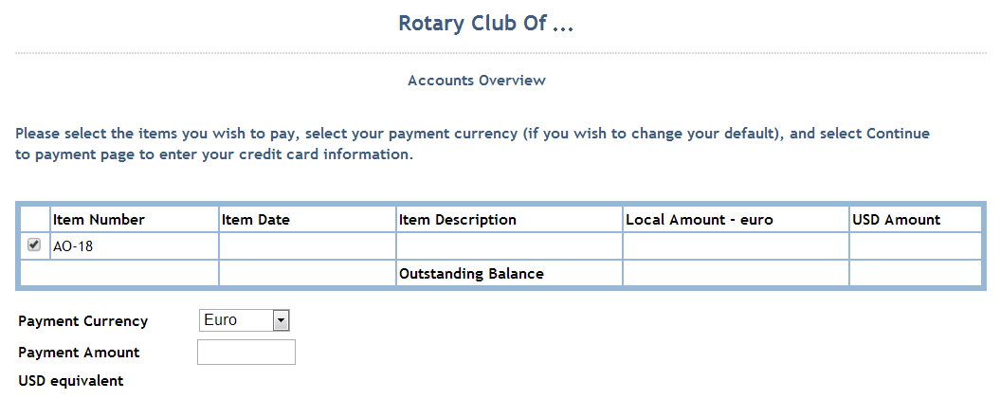 Rotary Club Of ...
Accounts Overview
Please select the items you wish to pay, select your payment currency (if you wish to change your default), and select Continue
to payment page to enter your credit card information.
Item Number Item Date Item Description Local Amount - euro USD Amount
AO-18
Outstanding Balance
Payment Currency Euro
Payment Amount
USD equivalent